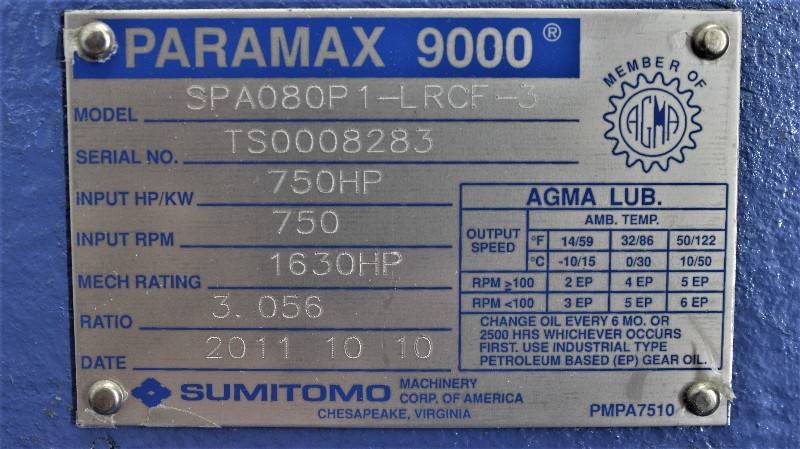 PARAMAX 9000®
MODEL SPA080P1-LRCF-3
MEMBER OF
AGMA
SERIAL NO. TS0008283
INPUT HP/KW 750HP
INPUT RPM 750
MECH RATING 1630HP
RATIO 3.056
DATE 2011 10 10
AGMA LUB.
OUTPUT SPEED AMB. TEMP.
°F 14/59 32/86 50/122
°C -10/15 0/30 10/50
RPM ≥100 2 EP 4 EP 5 EP
RPM <100 3 EP 5 EP 6 EP
CHANGE OIL EVERY 6 MO. OR
2500 HRS WHICHEVER OCCURS
FIRST. USE INDUSTRIAL TYPE
PETROLEUM BASED (EP) GEAR OIL.
SUMITOMO MACHINERY
CORP. OF AMERICA
CHESAPEAKE, VIRGINIA
PMPA7510